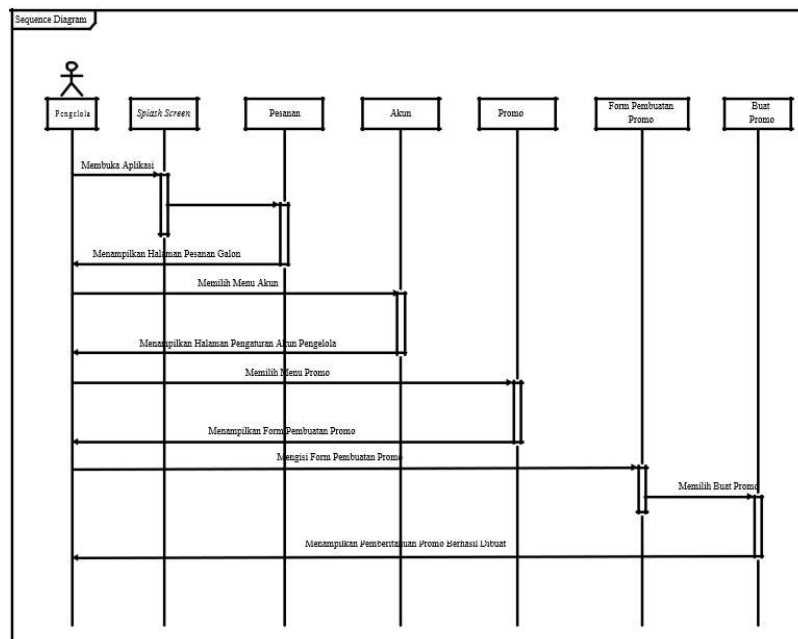 Sequence Diagram
Pengelola
Splash Screen
Pesanan
Akun
Promo
Form Pembuatan
Promo
Buat
Promo
Membuka Aplikasi
Menampilkan Halaman Pesanan Galon
Memilih Menu Akun
Menampilkan Halaman Pengaturan Akun Pengelola
Memilih Menu Promo
Menampilkan Form Pembuatan Promo
Mengisi Form Pembuatan Promo
Memilih Buat Promo
Menampilkan Pemberitahuan Promo Berhasil Dibuat